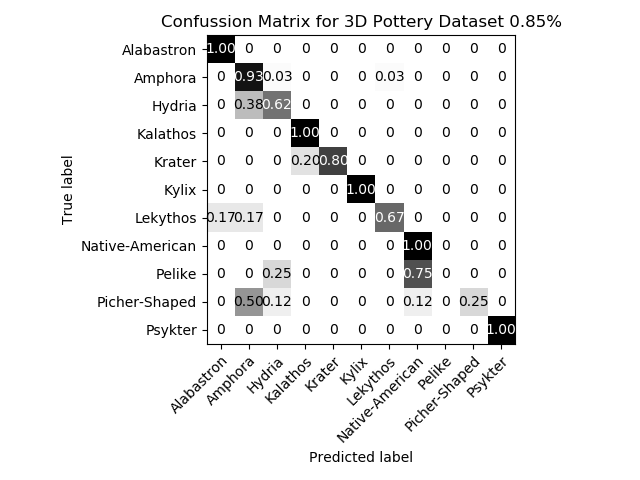 Confussion Matrix for 3D Pottery Dataset 0.85%
Alabastron 1.00 0 0 0 0 0 0 0 0 0 0
Amphora 0 0.93 0.03 0 0 0 0.03 0 0 0 0
Hydria 0 0.38 0.62 0 0 0 0 0 0 0 0
Kalathos 0 0 0 1.00 0 0 0 0 0 0 0
Krater 0 0 0 0.20 0.80 0 0 0 0 0 0
Kylix 0 0 0 0 0 1.00 0 0 0 0 0
Lekythos 0.17 0.17 0 0 0 0 0.67 0 0 0 0
Native-American 0 0 0 0 0 0 0 1.00 0 0 0
Pelike 0 0 0.25 0 0 0 0 0.75 0 0 0
Picher-Shaped 0 0.50 0.12 0 0 0 0 0.12 0 0.25 0
Psykter 0 0 0 0 0 0 0 0 0 0 1.00
True label
Alabastron
Amphora
Hydria
Kalathos
Krater
Kylix
Lekythos
Native-American
Pelike
Picher-Shaped
Psykter
Predicted label